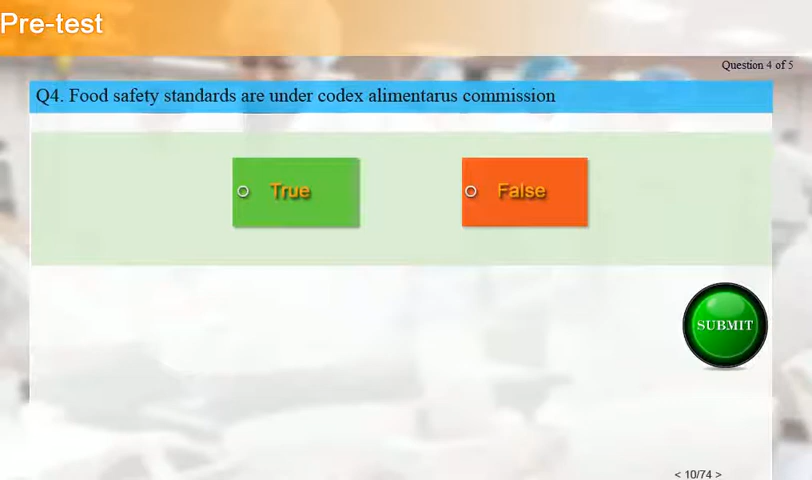 Pre-test
Question 4 of 5
Q4. Food safety standards are under codex alimentarus commission
True
False
SUBMIT
< 10/74 >